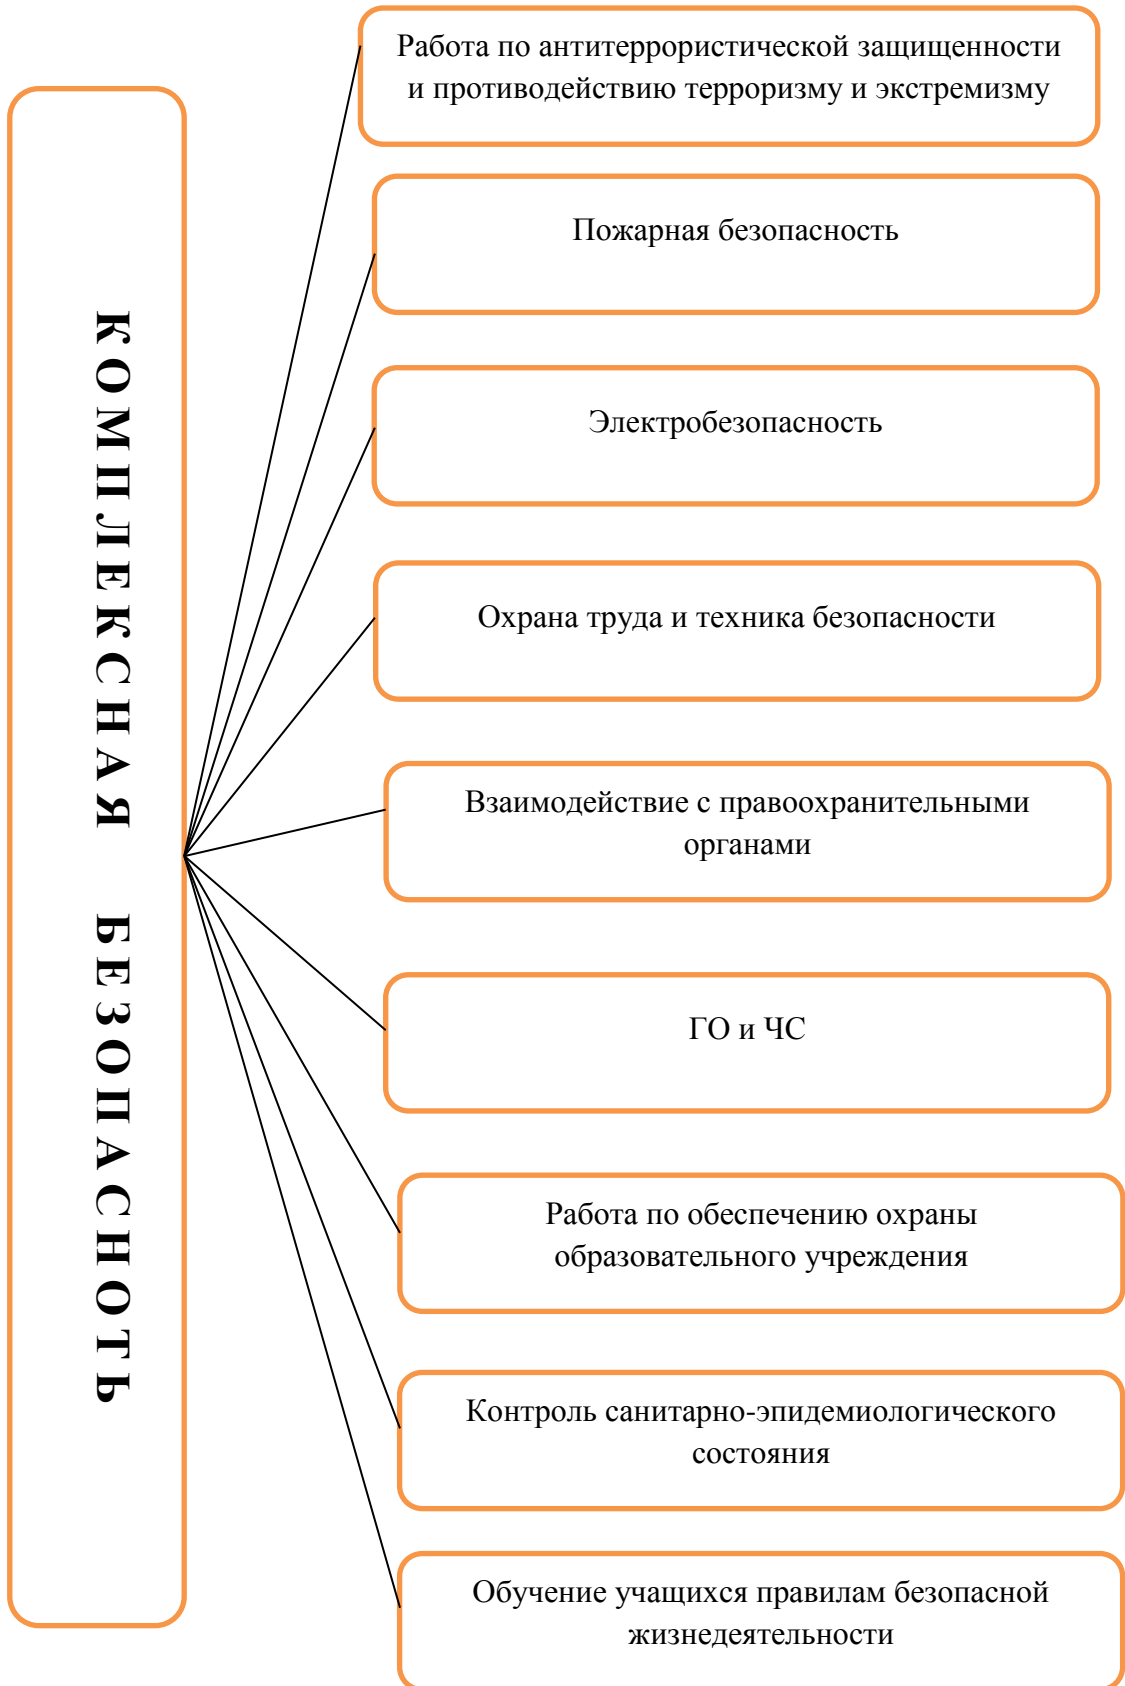 КОМПЛЕКСНАЯ БЕЗОПАСНОТЬ
Работа по антитеррористической защищенности
и противодействию терроризму и экстремизму
Пожарная безопасность
Электробезопасность
Охрана труда и техника безопасности
Взаимодействие с правоохранительными
органами
ГО и ЧС
Работа по обеспечению охраны
образовательного учреждения
Контроль санитарно-эпидемиологического
состояния
Обучение учащихся правилам безопасной
жизнедеятельности